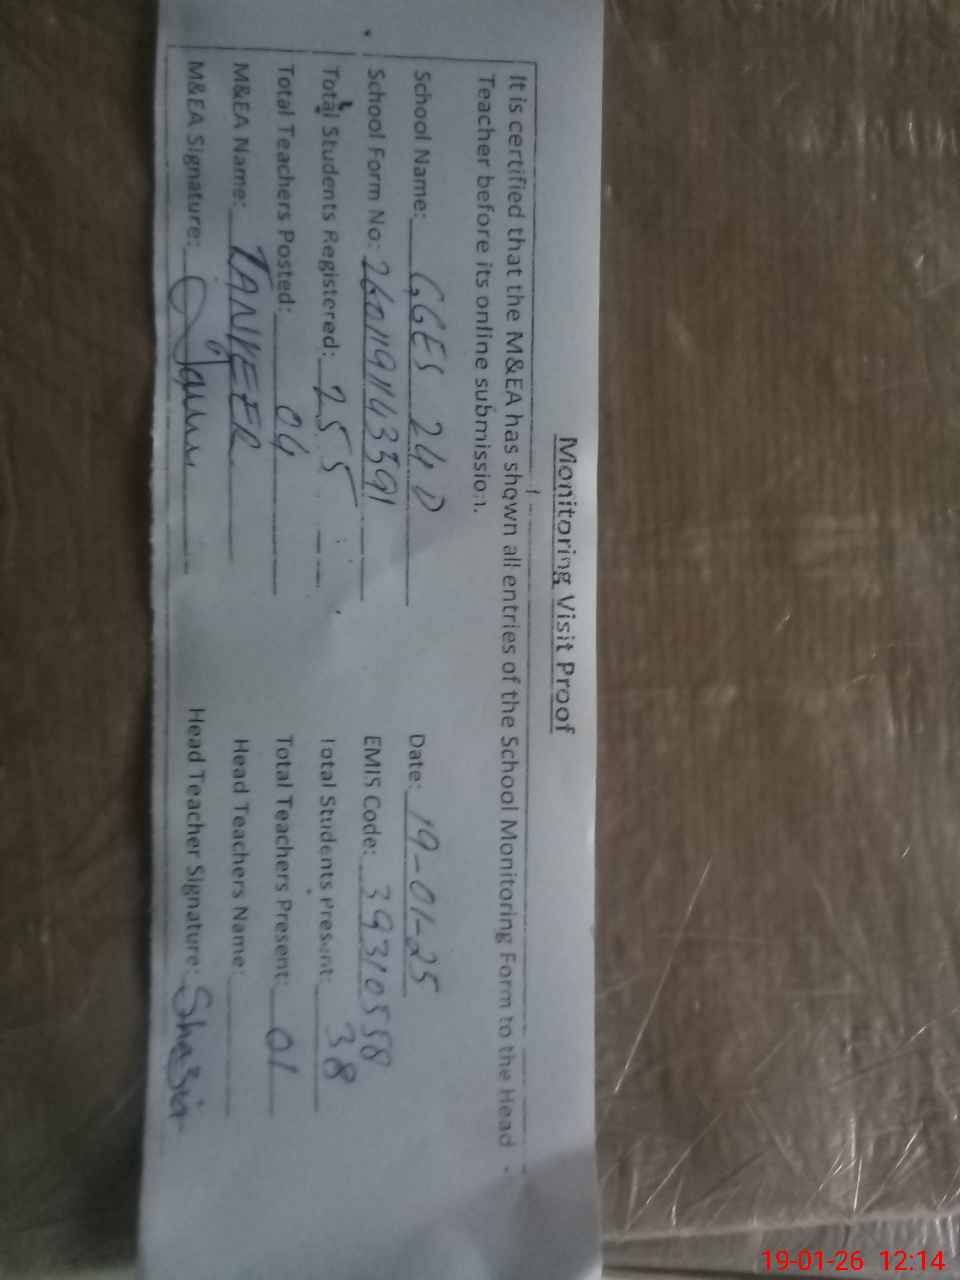 Monitoring Visit Proof
It is certified that the M&EA has shown all entries of the School Monitoring Form to the Head
Teacher before its online submission.
School Name: GGES 24 D Date: 19-01-25
School Form No: 2601191143391 EMIS Code: 39310558
Total Students Registered: 255 Total Students Present: 38
Total Teachers Posted: 04 Total Teachers Present: 01
M&EA Name: TANVEER Head Teachers Name:
M&EA Signature: Head Teacher Signature: Shazia
19-01-26 12:14